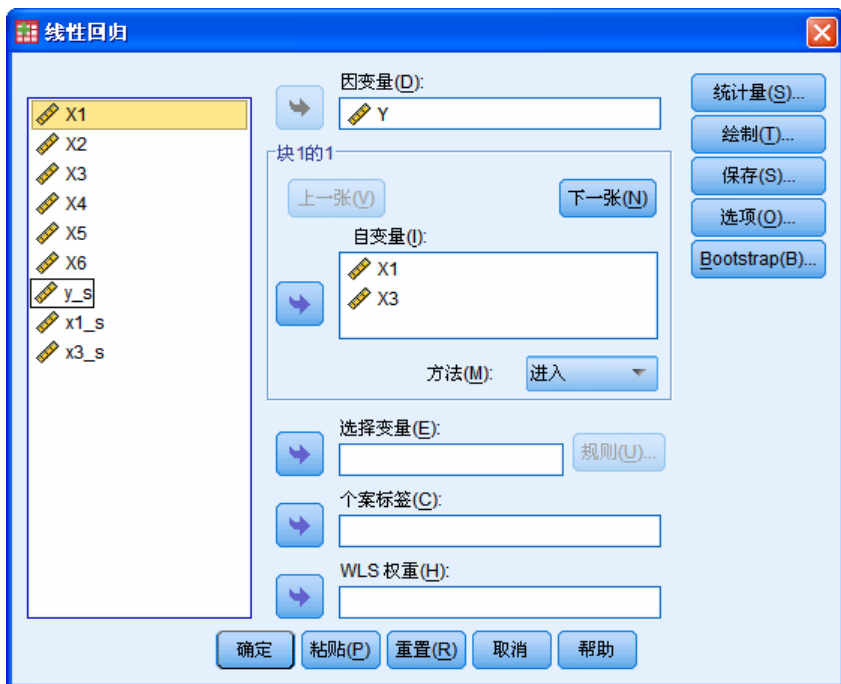 线性回归
X1
X2
X3
X4
X5
X6
y_s
x1_s
x3_s
因变量(D):
Y
块1的1
上一张(V)
下一张(N)
自变量(I):
X1
X3
方法(M):
进入
选择变量(E):
规则(U)...
个案标签(C):
WLS 权重(H):
统计量(S)...
绘制(T)...
保存(S)...
选项(O)...
Bootstrap(B)...
确定
粘贴(P)
重置(R)
取消
帮助